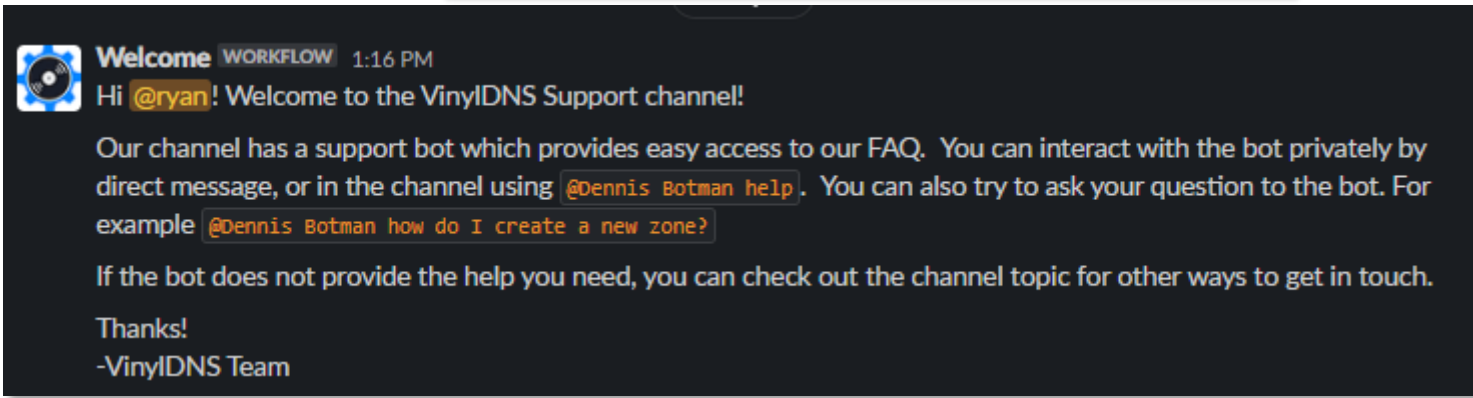 Welcome WORKFLOW 1:16 PM
Hi @ryan! Welcome to the VinylDNS Support channel!
Our channel has a support bot which provides easy access to our FAQ.  You can interact with the bot privately by
direct message, or in the channel using @Dennis Botman help.  You can also try to ask your question to the bot. For
example @Dennis Botman how do I create a new zone?
If the bot does not provide the help you need, you can check out the channel topic for other ways to get in touch.
Thanks!
-VinylDNS Team